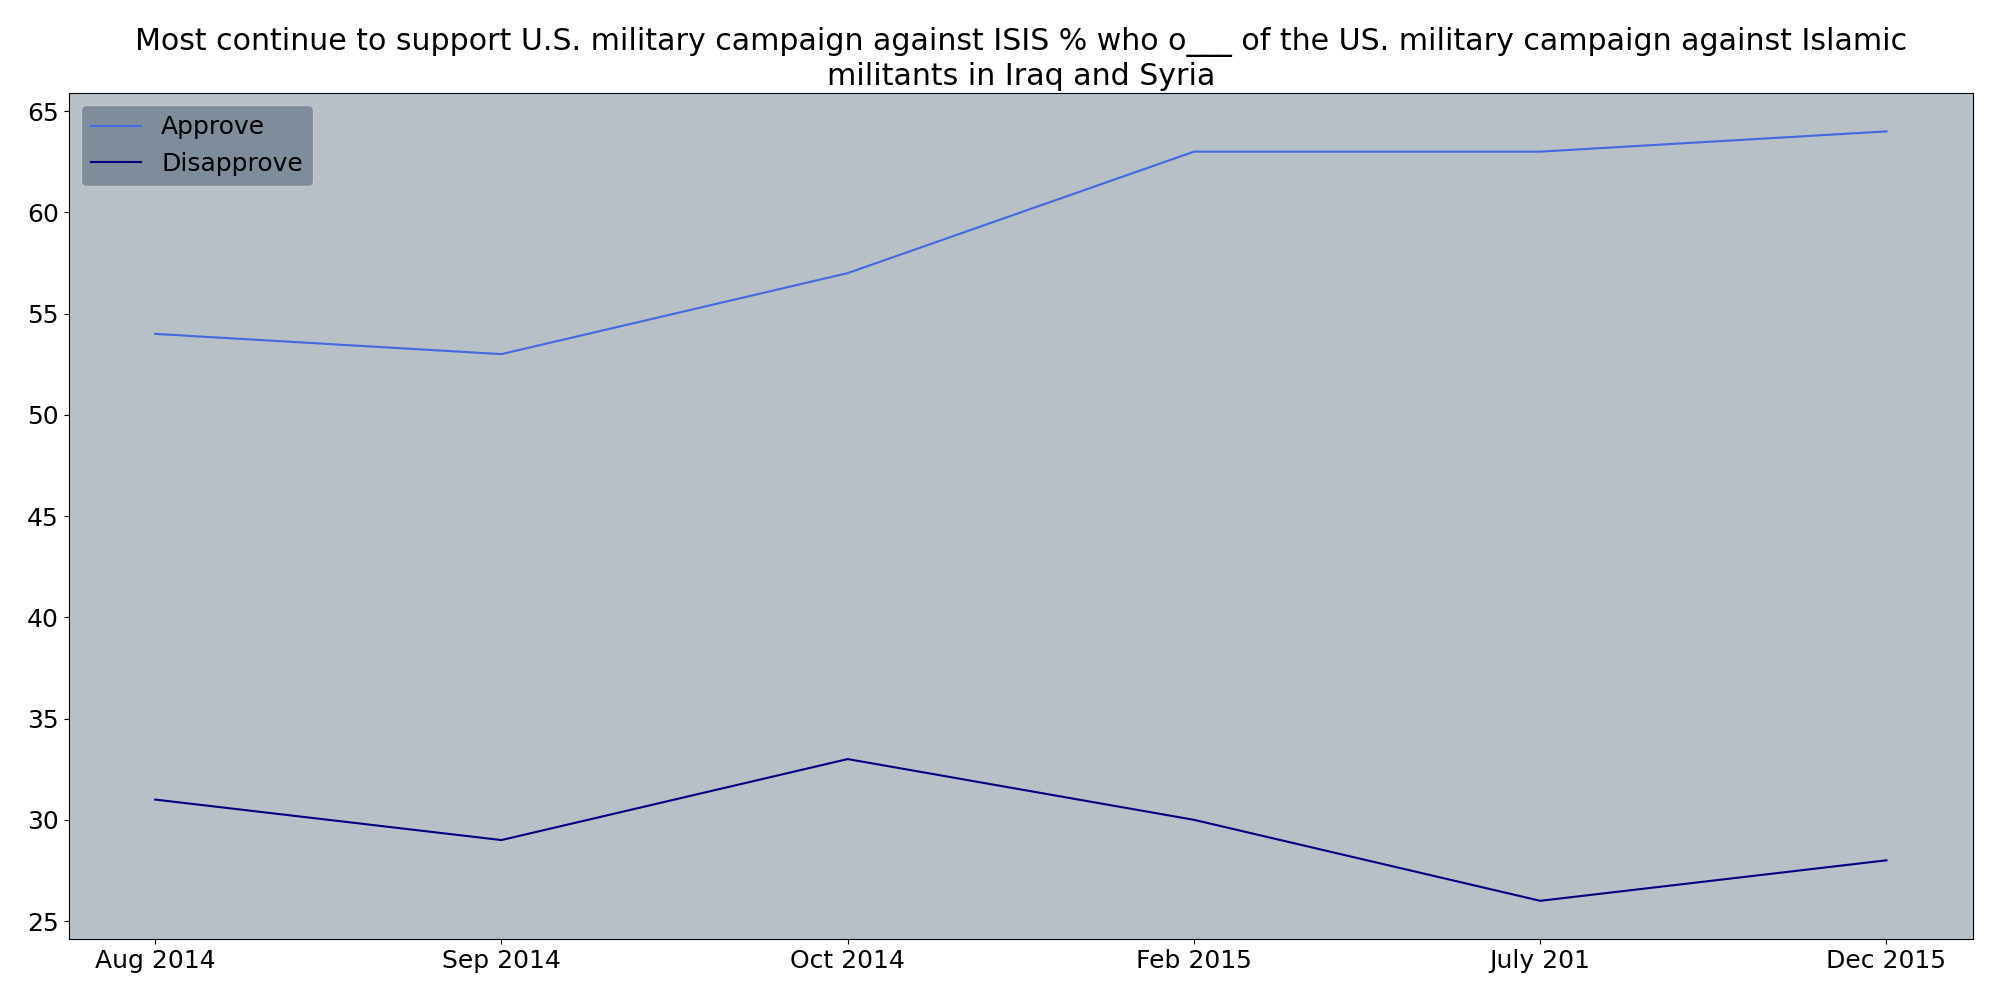 Most continue to support U.S. military campaign against ISIS % who o___ of the US. military campaign against Islamic
militants in Iraq and Syria
Approve
Disapprove
65
60
55
50
45
40
35
30
25
Aug 2014 Sep 2014 Oct 2014 Feb 2015 July 201 Dec 2015